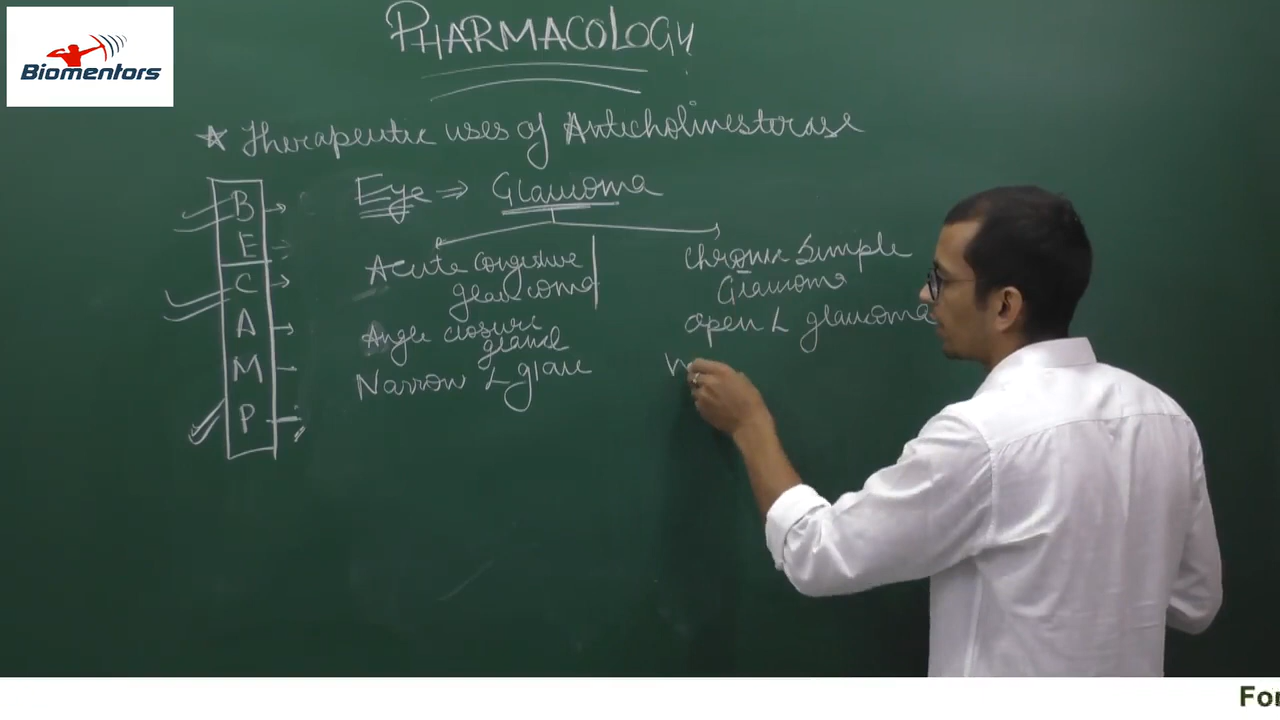 Biomentors
PHARMACOLOGY
★ Therapeutic uses of Anticholinesterase
B
E
C
A
M
P
Eye ⇒ Glaucoma
Acute Congestive
glaucoma
Angle closure
Narrow ∠ glau
Chronic Simple
Glaucoma
open ∠ glaucoma
For